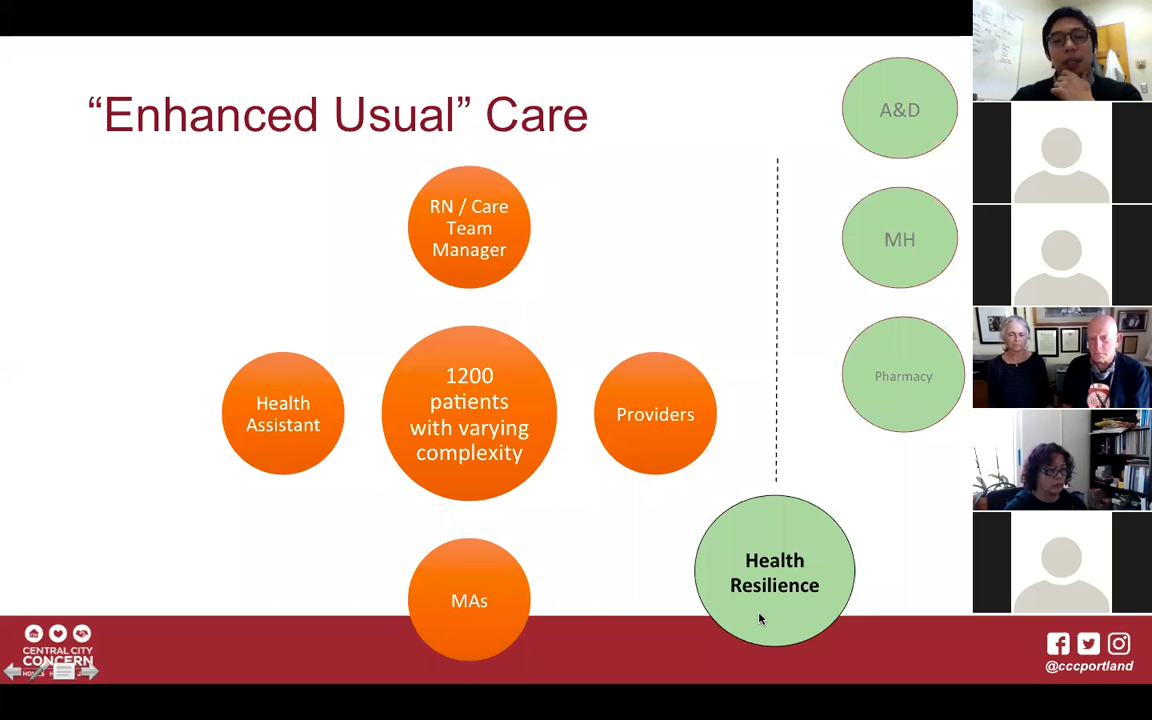 “Enhanced Usual” Care
A&D
RN / Care
Team
Manager
MH
Pharmacy
1200
patients
with varying
complexity
Health
Assistant
Providers
Health
Resilience
MAs
CENTRAL CITY
CONCERN
@cccportland